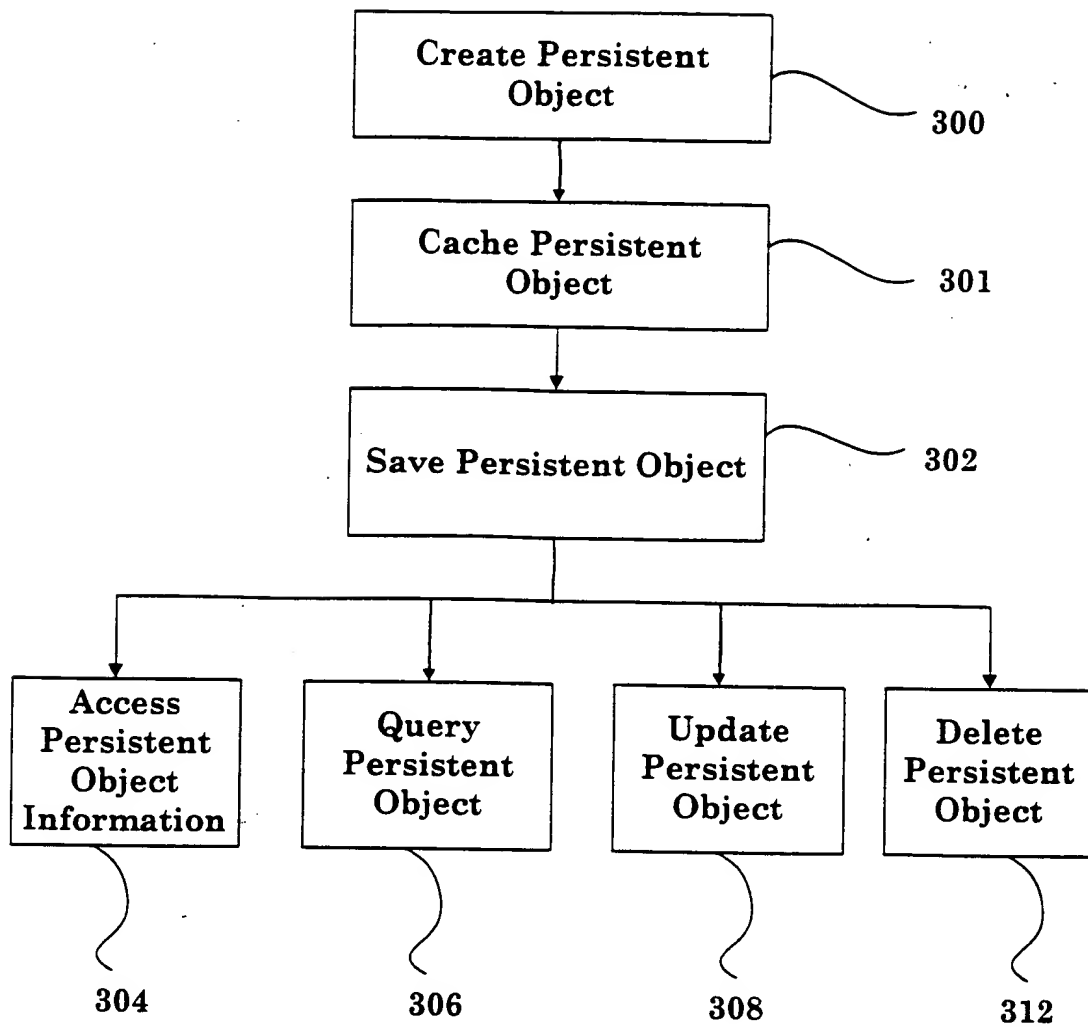 Create Persistent
Object
300
Cache Persistent
Object
301
Save Persistent Object
302
Access
Persistent
Object
Information
Query
Persistent
Object
Update
Persistent
Object
Delete
Persistent
Object
304
306
308
312